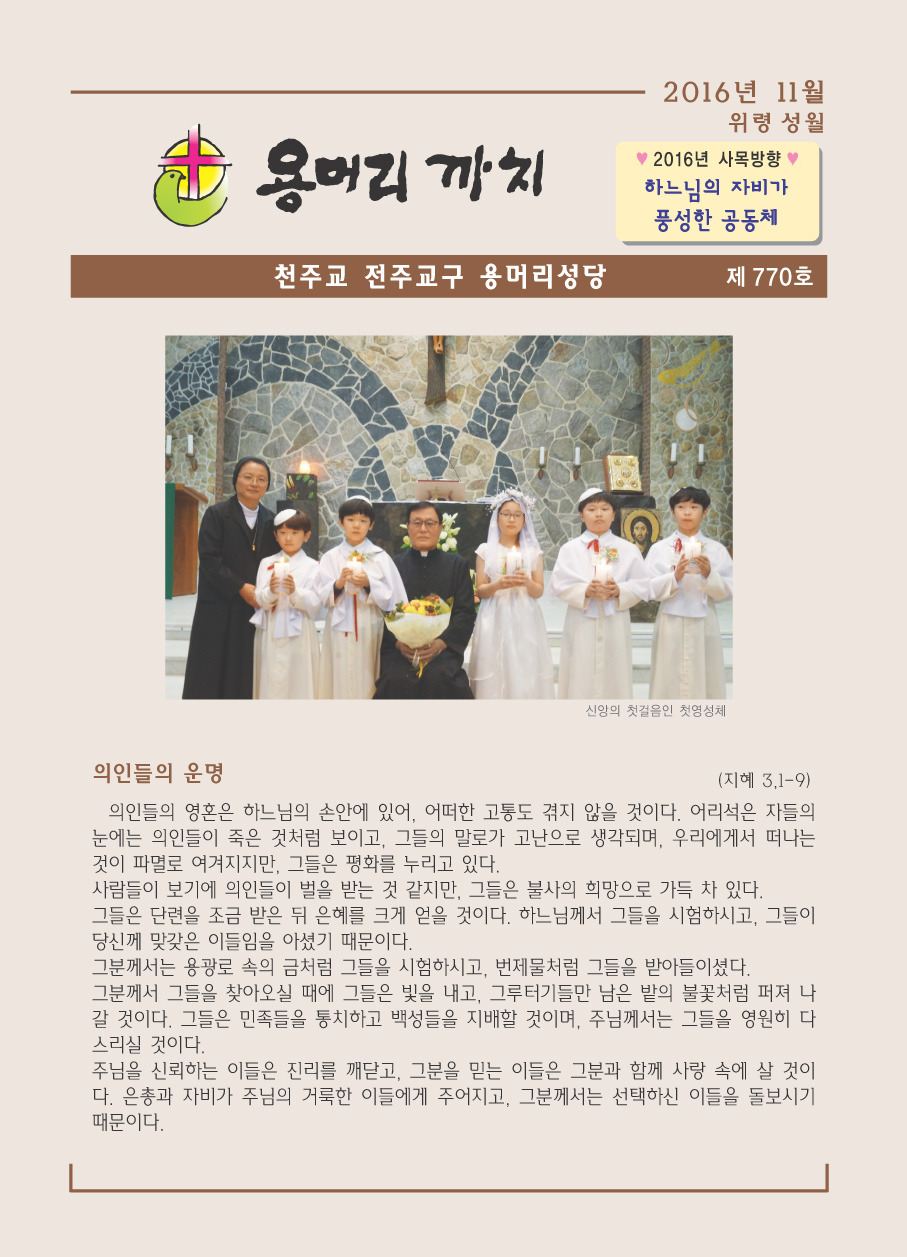 2016년 11월
위령 성월
용머리 까치
♥ 2016년 사목방향 ♥
하느님의 자비가
풍성한 공동체
천주교 전주교구 용머리성당 제 770호
신앙의 첫걸음인 첫영성체
의인들의 운명 (지혜 3,1-9)
의인들의 영혼은 하느님의 손안에 있어, 어떠한 고통도 겪지 않을 것이다. 어리석은 자들의
눈에는 의인들이 죽은 것처럼 보이고, 그들의 말로가 고난으로 생각되며, 우리에게서 떠나는
것이 파멸로 여겨지지만, 그들은 평화를 누리고 있다.
사람들이 보기에 의인들이 벌을 받는 것 같지만, 그들은 불사의 희망으로 가득 차 있다.
그들은 단련을 조금 받은 뒤 은혜를 크게 얻을 것이다. 하느님께서 그들을 시험하시고, 그들이
당신께 맞갖은 이들임을 아셨기 때문이다.
그분께서는 용광로 속의 금처럼 그들을 시험하시고, 번제물처럼 그들을 받아들이셨다.
그분께서 그들을 찾아오실 때에 그들은 빛을 내고, 그루터기들만 남은 밭의 불꽃처럼 퍼져 나
갈 것이다. 그들은 민족들을 통치하고 백성들을 지배할 것이며, 주님께서는 그들을 영원히 다
스리실 것이다.
주님을 신뢰하는 이들은 진리를 깨닫고, 그분을 믿는 이들은 그분과 함께 사랑 속에 살 것이
다. 은총과 자비가 주님의 거룩한 이들에게 주어지고, 그분께서는 선택하신 이들을 돌보시기
때문이다.